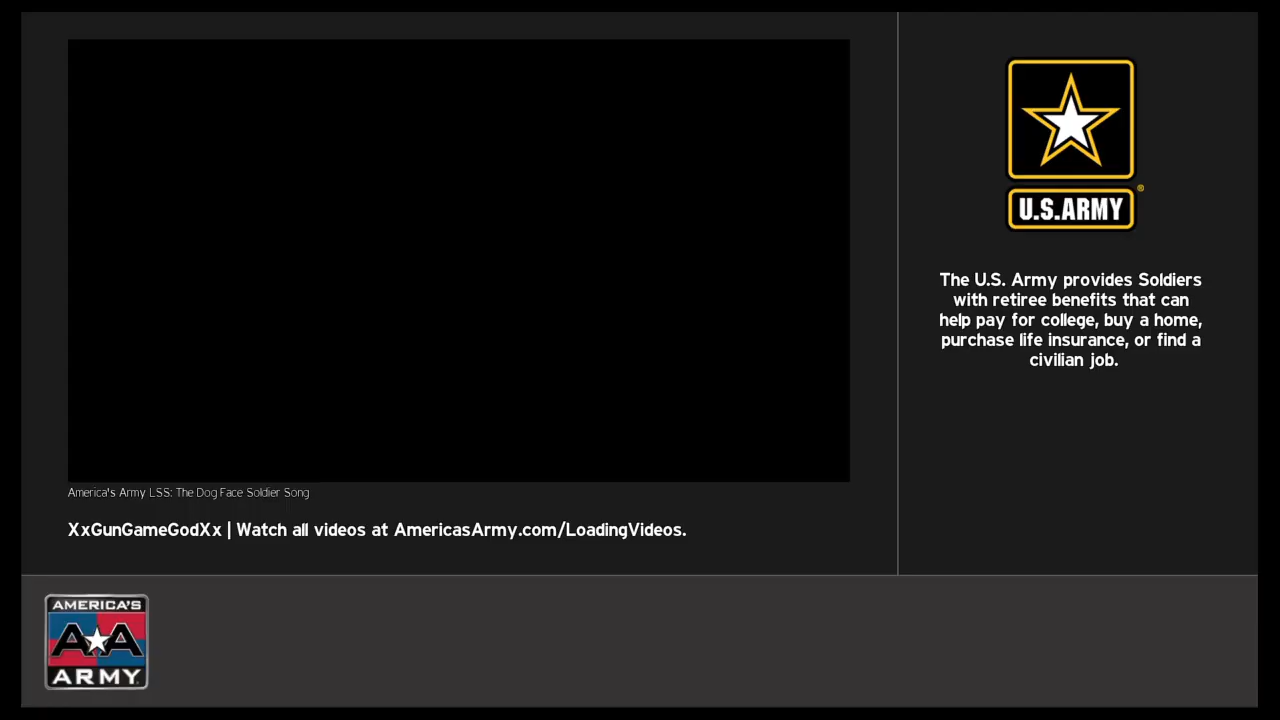 America's Army LSS: The Dog Face Soldier Song
XxGunGameGodXx | Watch all videos at AmericasArmy.com/LoadingVideos.
U.S.ARMY
®
The U.S. Army provides Soldiers
with retiree benefits that can
help pay for college, buy a home,
purchase life insurance, or find a
civilian job.
AMERICA'S
AA
ARMY